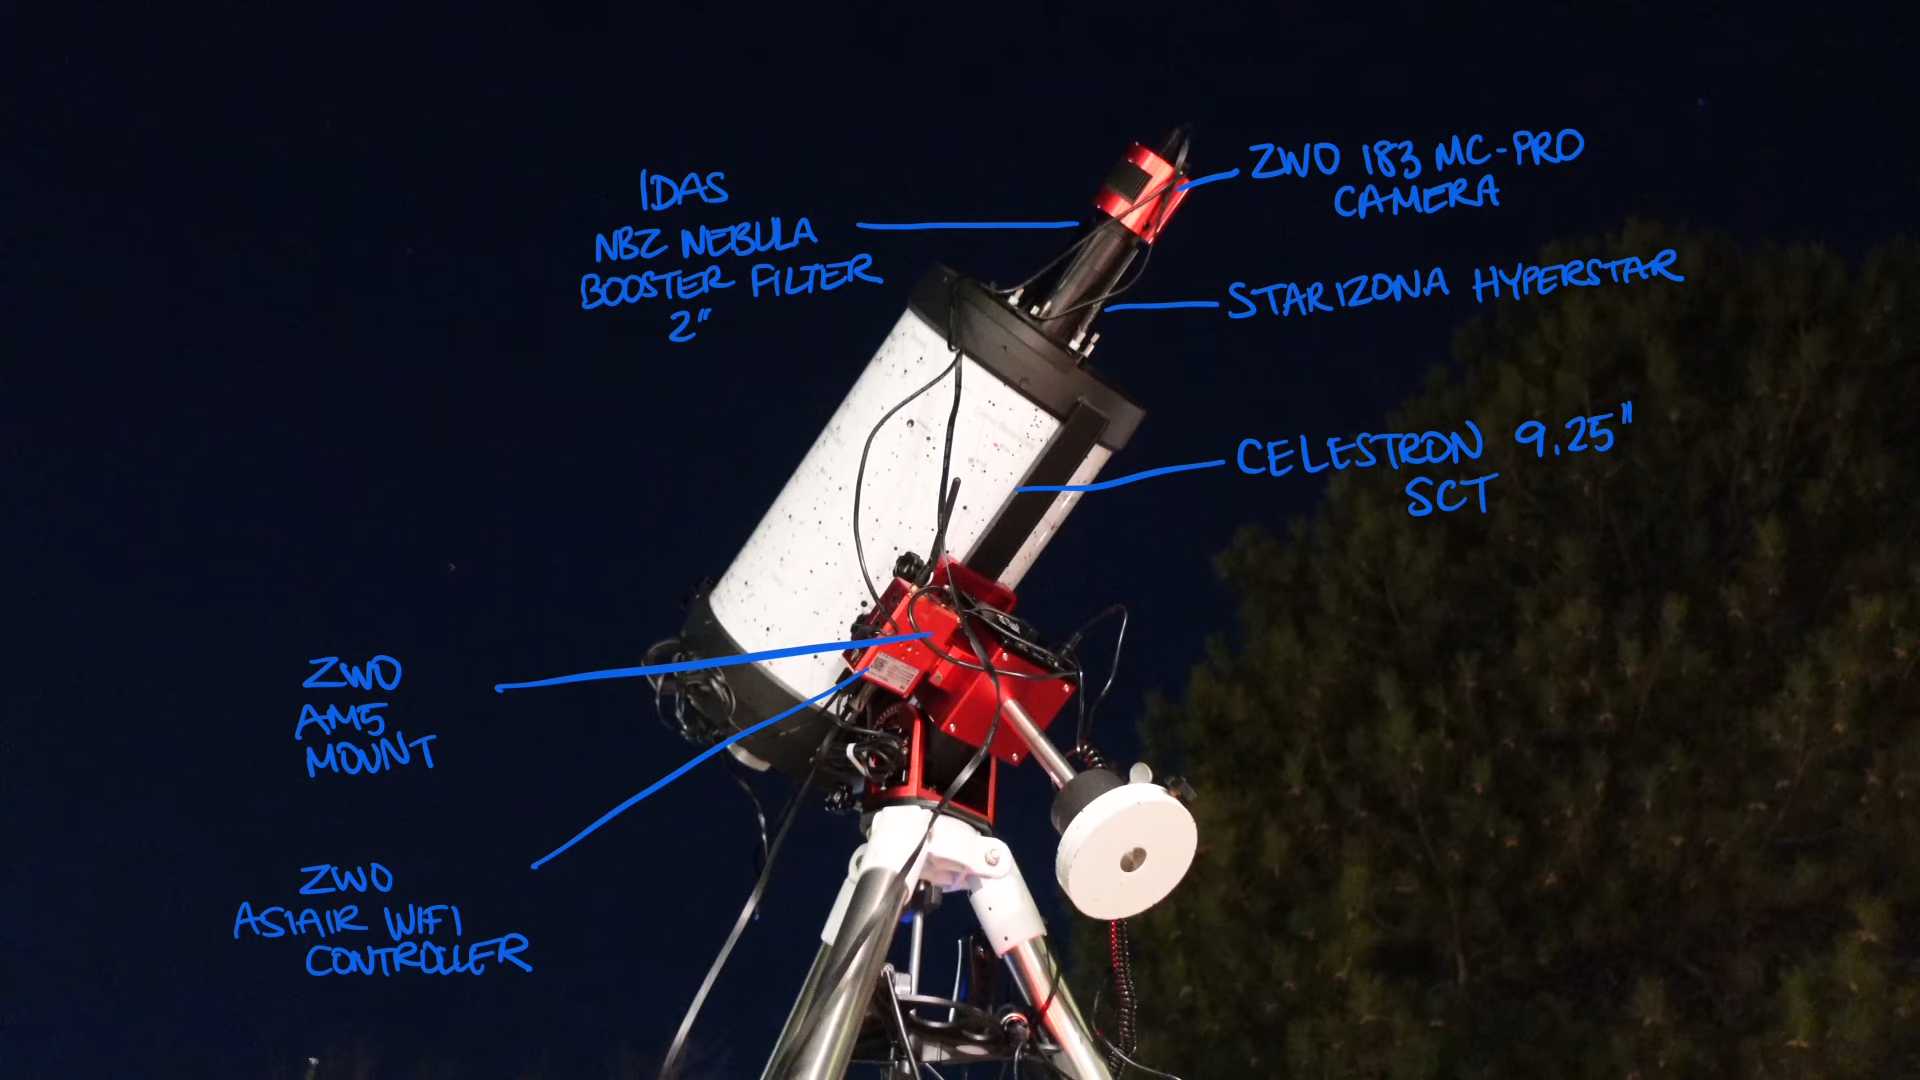 IDAS
NBZ NEBULA
BOOSTER FILTER
2"
ZWO 183 MC-PRO
CAMERA
STARIZONA HYPERSTAR
CELESTRON 9.25"
SCT
ZWO
AM5
MOUNT
ZWO
ASIAIR WIFI
CONTROLLER